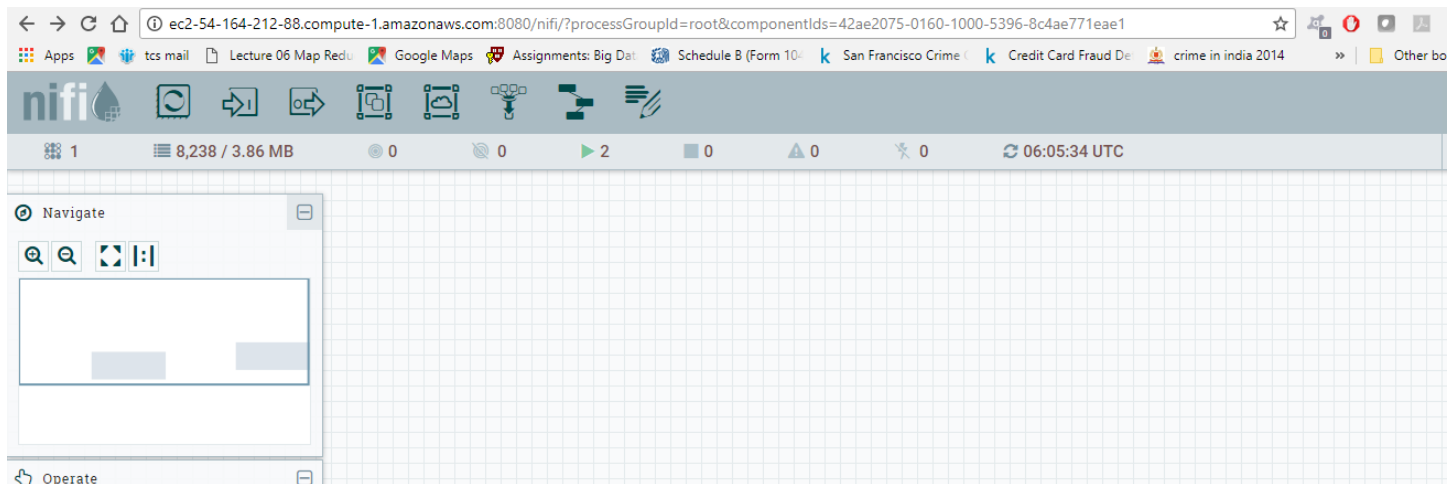 ec2-54-164-212-88.compute-1.amazonaws.com:8080/nifi/?processGroupId=root&componentIds=42ae2075-0160-1000-5396-8c4ae771eae1
0
Apps tcs mail Lecture 06 Map Redu Google Maps Assignments: Big Dat Schedule B (Form 104 San Francisco Crime Credit Card Fraud De crime in india 2014 » Other bo
nifi
1 8,238 / 3.86 MB 0 0 2 0 0 0 06:05:34 UTC
Navigate
Operate